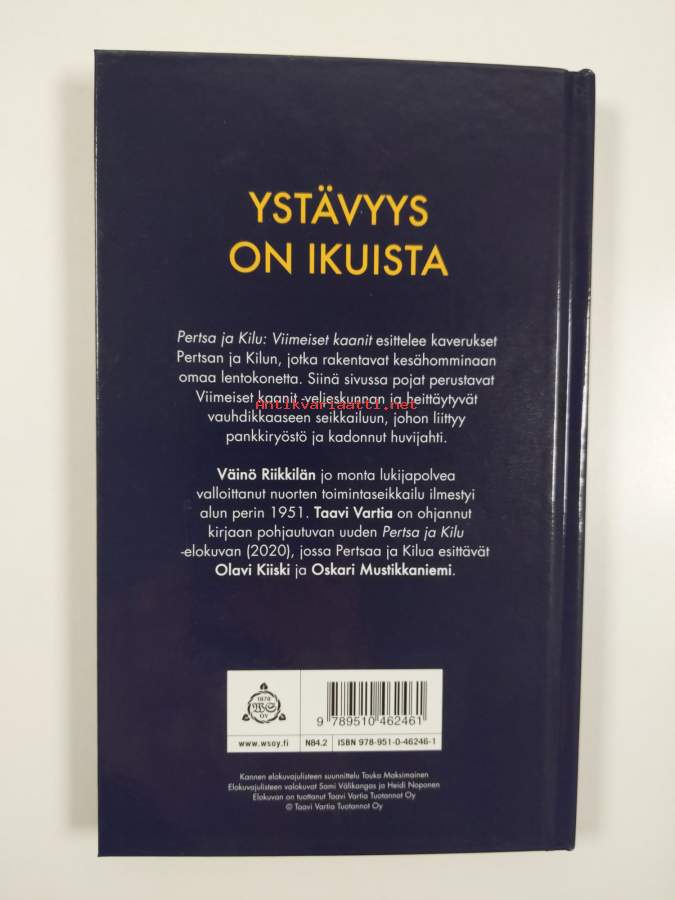 YSTÄVYYS
ON IKUISTA
Pertsa ja Kilu: Viimeiset kaanit esittelee kaverukset
Pertsan ja Kilun, jotka rakentavat kesähomminaan
omaa lentokonetta. Siinä sivussa pojat perustavat
Viimeiset kaanit -veljeskunnan ja heittäytyvät
Antikvariaatti.net
vauhdikkaaseen seikkailuun, johon liittyy
pankkiryöstö ja kadonnut huvijahti.
Väinö Riikkilän jo monta lukijapolvea
valloittanut nuorten toimintaseikkailu ilmestyi
alun perin 1951. Taavi Vartia on ohjannut
kirjaan pohjautuvan uuden Pertsa ja Kilu
-elokuvan (2020), jossa Pertsaa ja Kilua esittävät
Olavi Kiiski ja Oskari Mustikkaniemi.
1878
WS
OY
9 789510 462461
www.wsoy.fi
N84.2
ISBN 978-951-0-46246-1
Kannen elokuvajulisteen suunnittelu Touko Maksimainen
Elokuvajulisteen valokuvat Sami Välikangas ja Heidi Noponen
Elokuvan on tuottanut Taavi Vartia Tuotannot Oy
© Taavi Vartia Tuotannot Oy